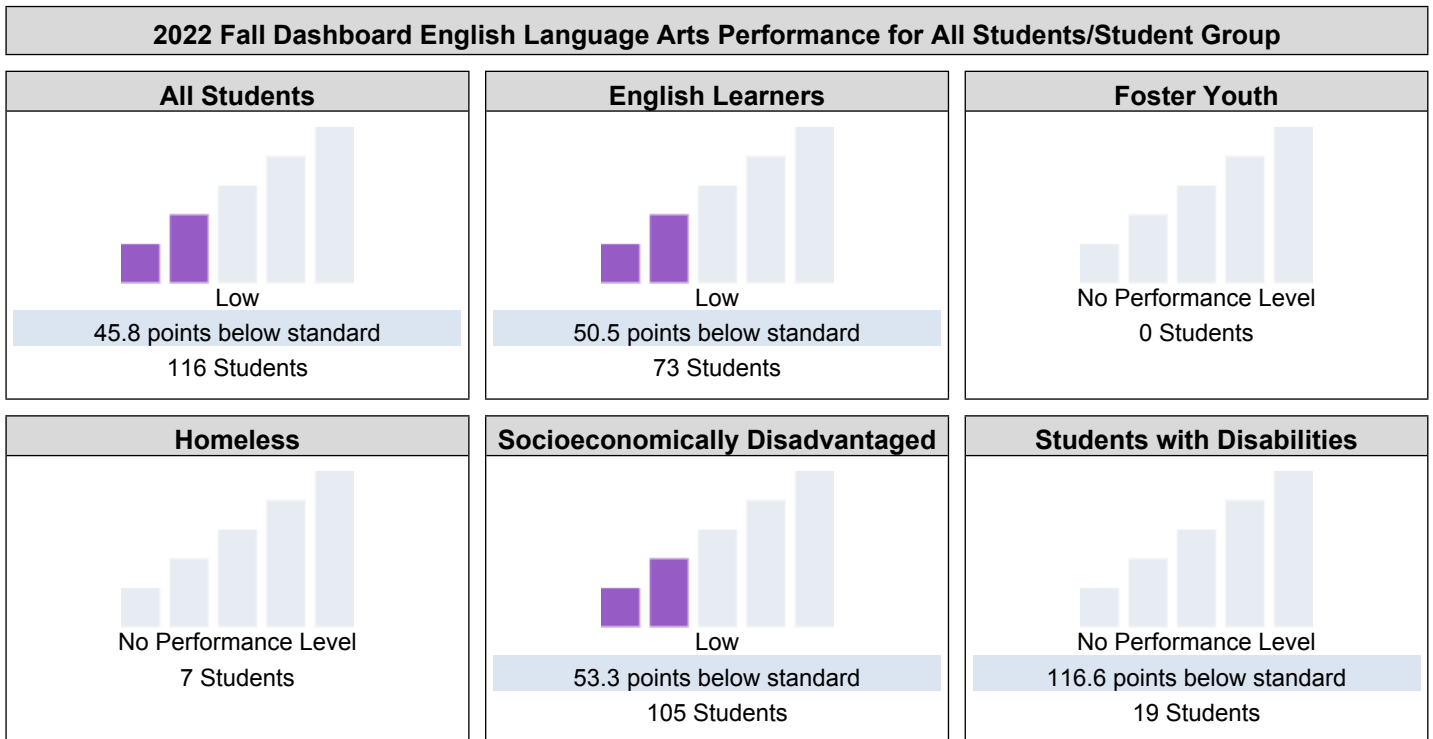 2022 Fall Dashboard English Language Arts Performance for All Students/Student Group
All Students
Low
45.8 points below standard
116 Students
English Learners
Low
50.5 points below standard
73 Students
Foster Youth
No Performance Level
0 Students
Homeless
No Performance Level
7 Students
Socioeconomically Disadvantaged
Low
53.3 points below standard
105 Students
Students with Disabilities
No Performance Level
116.6 points below standard
19 Students